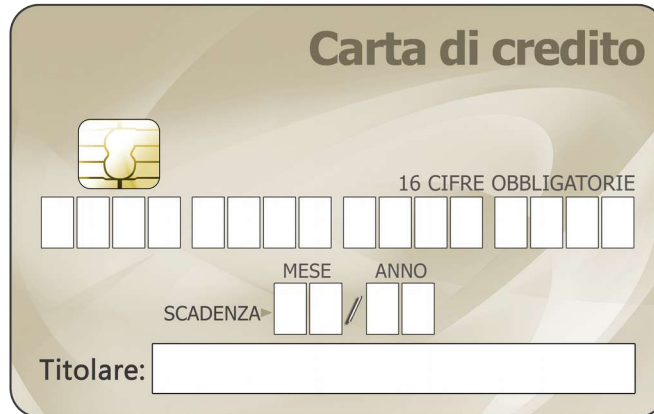 Carta di credito
16 CIFRE OBBLIGATORIE
MESE ANNO
SCADENZA /
Titolare: